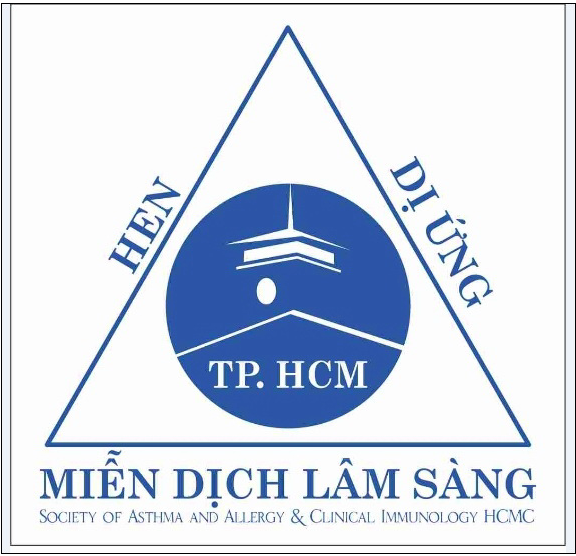 HEN
DỊ ỨNG
TP. HCM
MIỄN DỊCH LÂM SÀNG
SOCIETY OF ASTHMA AND ALLERGY & CLINICAL IMMUNOLOGY HCMC